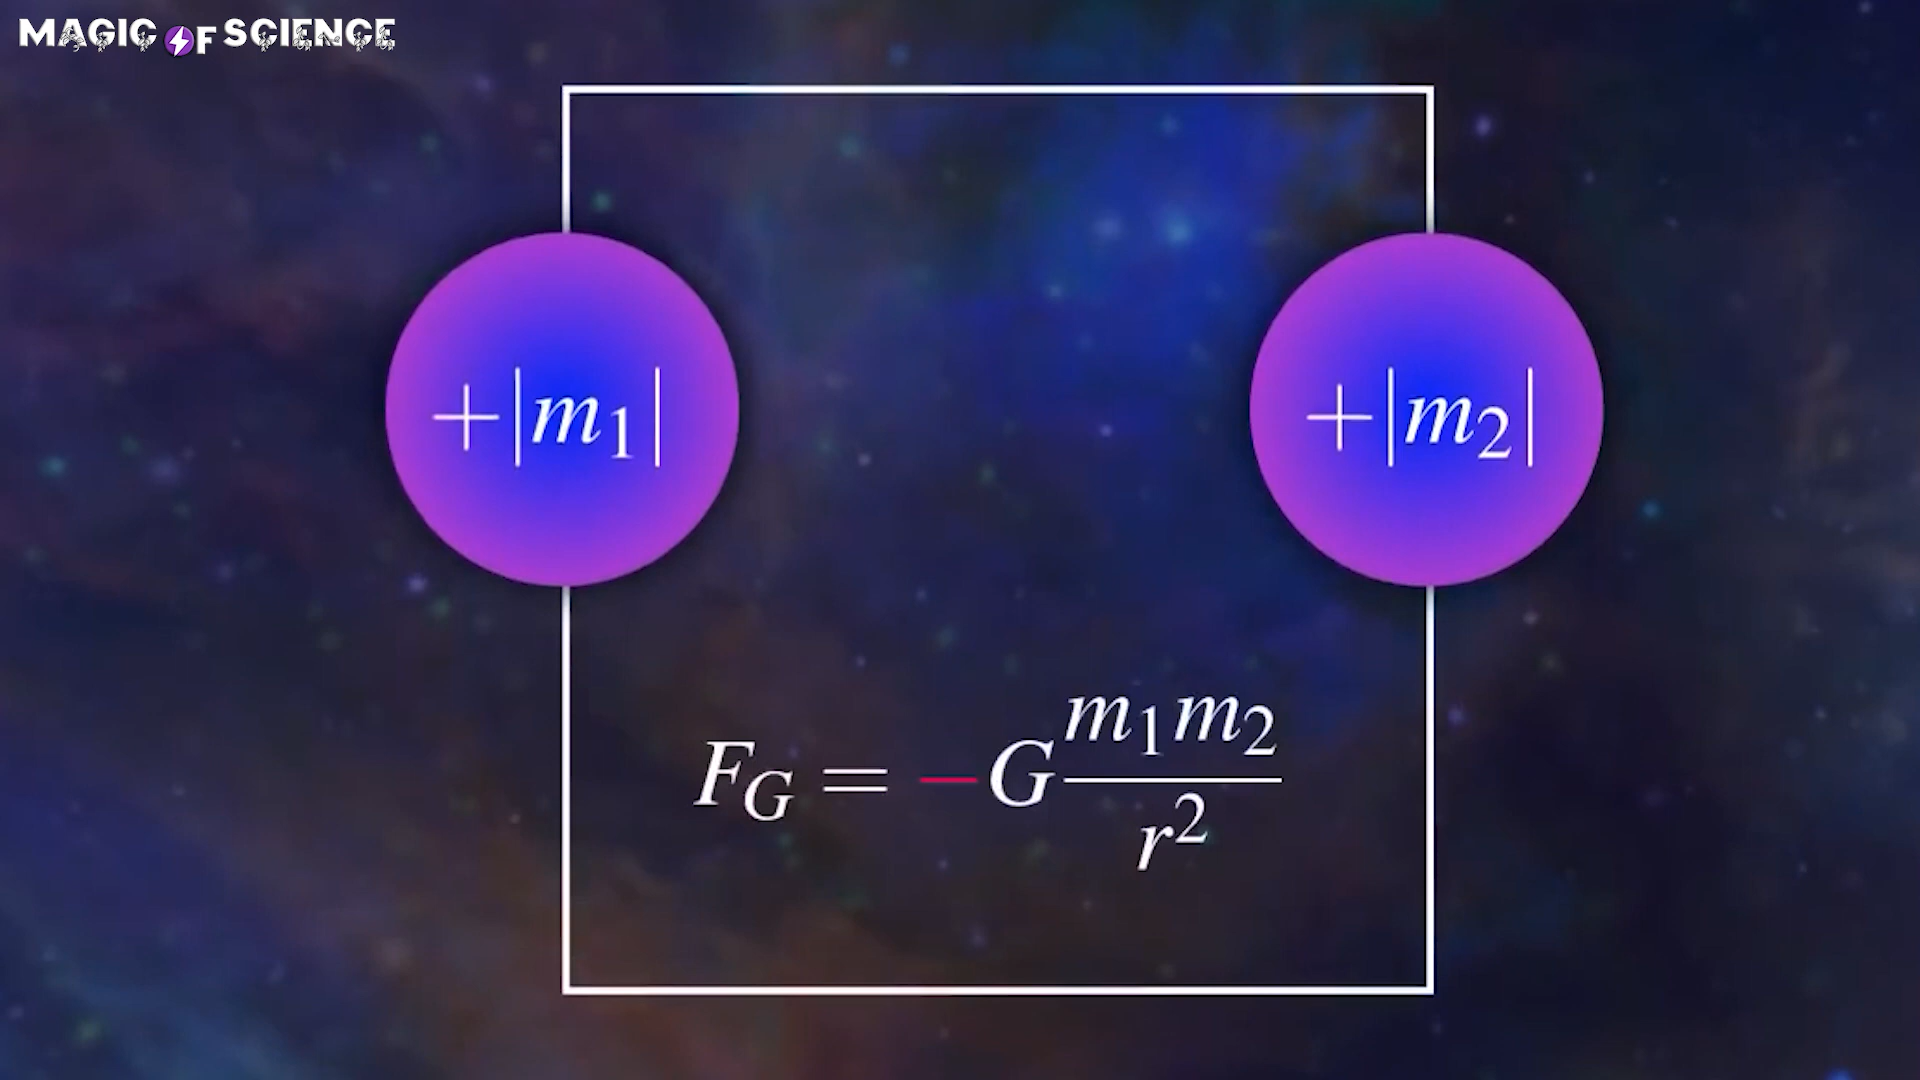 MAGIC OF SCIENCE
+|m₁|
+|m₂|
F_G = −G m₁m₂/r²